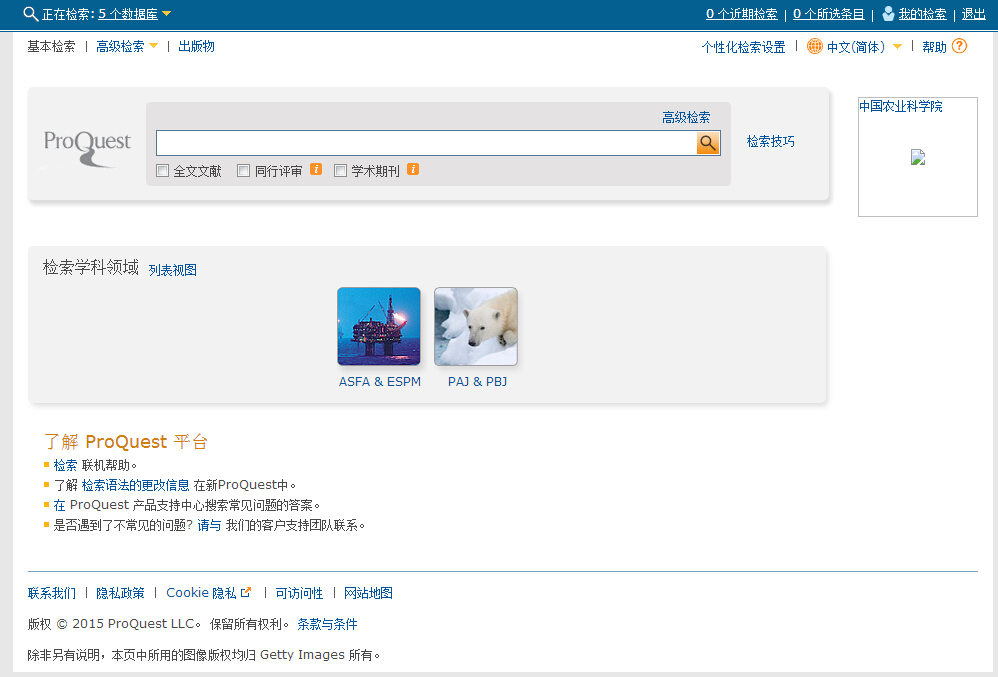 正在检索: 5 个数据库 0 个近期检索 | 0 个所选条目 | 我的检索 | 退出
基本检索 | 高级检索 | 出版物 个性化检索设置 | 中文(简体) | 帮助 ?
中国农业科学院
高级检索
ProQuest
检索技巧
全文文献 同行评审 i 学术期刊 i
检索学科领域 列表视图
ASFA & ESPM PAJ & PBJ
了解 ProQuest 平台
检索 联机帮助。
了解 检索语法的更改信息 在新ProQuest中。
在 ProQuest 产品支持中心搜索常见问题的答案。
是否遇到了不常见的问题? 请与 我们的客户支持团队联系。
联系我们 | 隐私政策 | Cookie 隐私 | 可访问性 | 网站地图
版权 © 2015 ProQuest LLC。 保留所有权利。 条款与条件
除非另有说明，本页中所用的图像版权均归 Getty Images 所有。